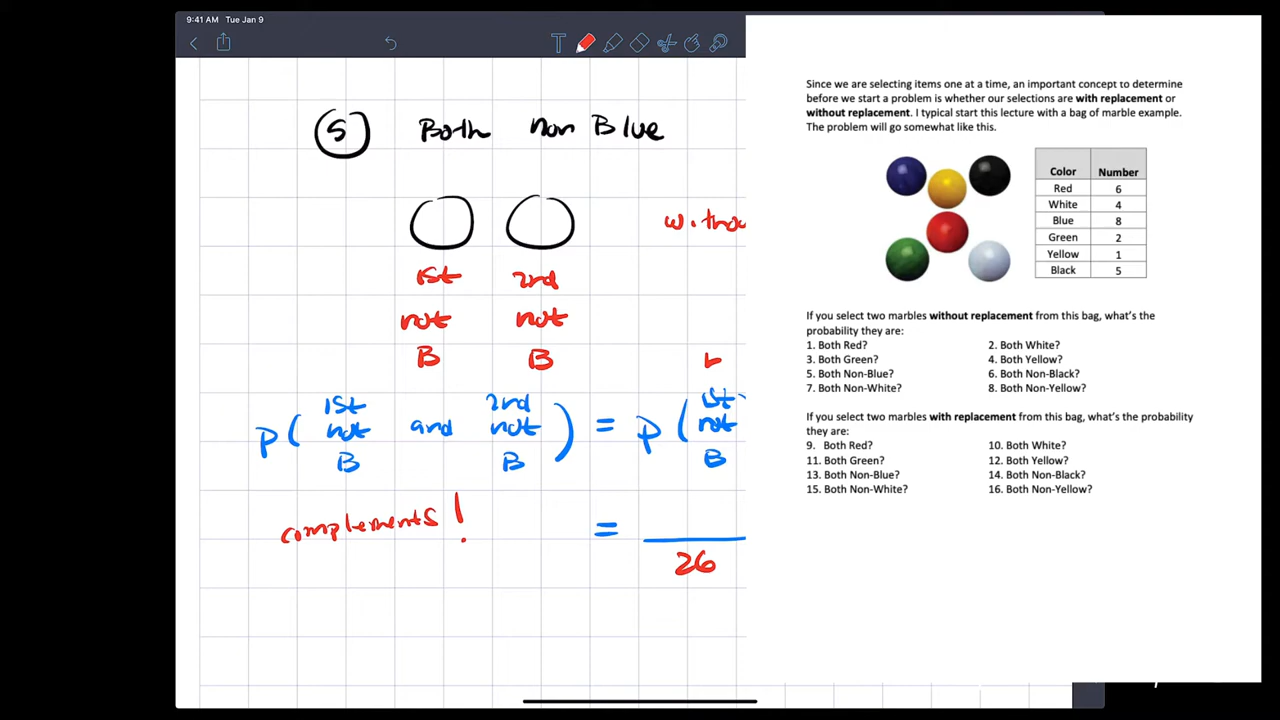 9:41 AM Tue Jan 9
5 Both non Blue
1st 2nd
not not
B B
P( 1st not B and 2nd not B ) = P( 1st not B
complements! =
26
Since we are selecting items one at a time, an important concept to determine
before we start a problem is whether our selections are with replacement or
without replacement. I typical start this lecture with a bag of marble example.
The problem will go somewhat like this.
Color Number
Red 6
White 4
Blue 8
Green 2
Yellow 1
Black 5
If you select two marbles without replacement from this bag, what's the
probability they are:
1. Both Red? 2. Both White?
3. Both Green? 4. Both Yellow?
5. Both Non-Blue? 6. Both Non-Black?
7. Both Non-White? 8. Both Non-Yellow?
If you select two marbles with replacement from this bag, what's the probability
they are:
9. Both Red? 10. Both White?
11. Both Green? 12. Both Yellow?
13. Both Non-Blue? 14. Both Non-Black?
15. Both Non-White? 16. Both Non-Yellow?